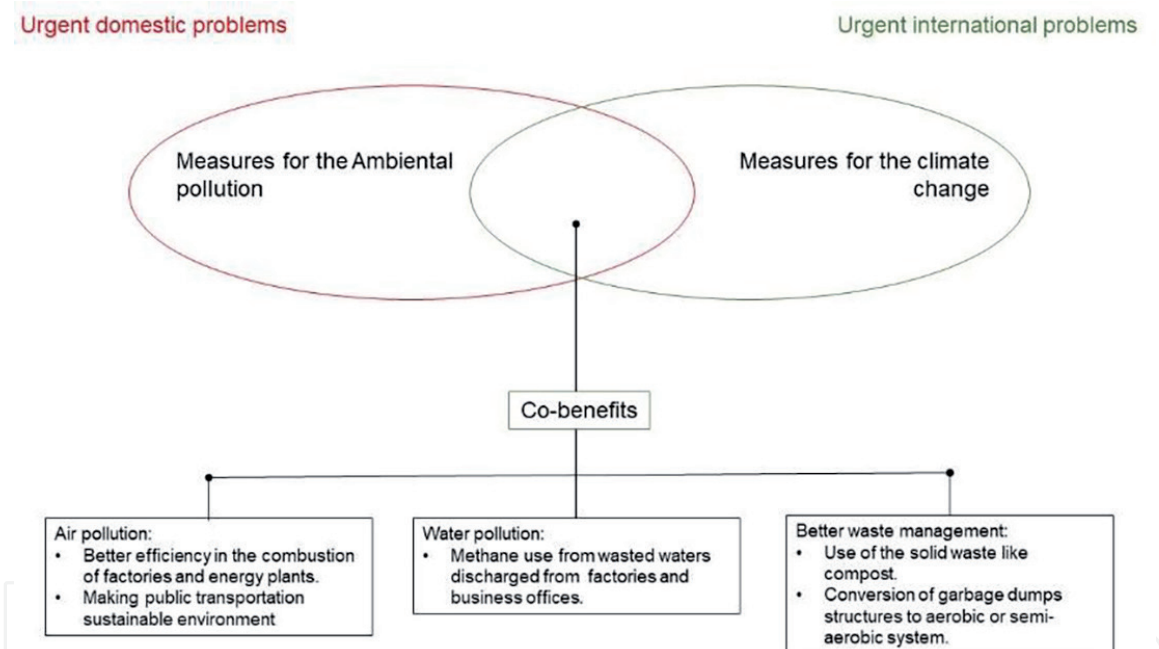 Urgent domestic problems
Urgent international problems
Measures for the Ambiental
pollution
Measures for the climate
change
Co-benefits
Air pollution:
• Better efficiency in the combustion
of factories and energy plants.
• Making public transportation
sustainable environment
Water pollution:
• Methane use from wasted waters
discharged from factories and
business offices.
Better waste management:
• Use of the solid waste like
compost.
• Conversion of garbage dumps
structures to aerobic or semi-
aerobic system.